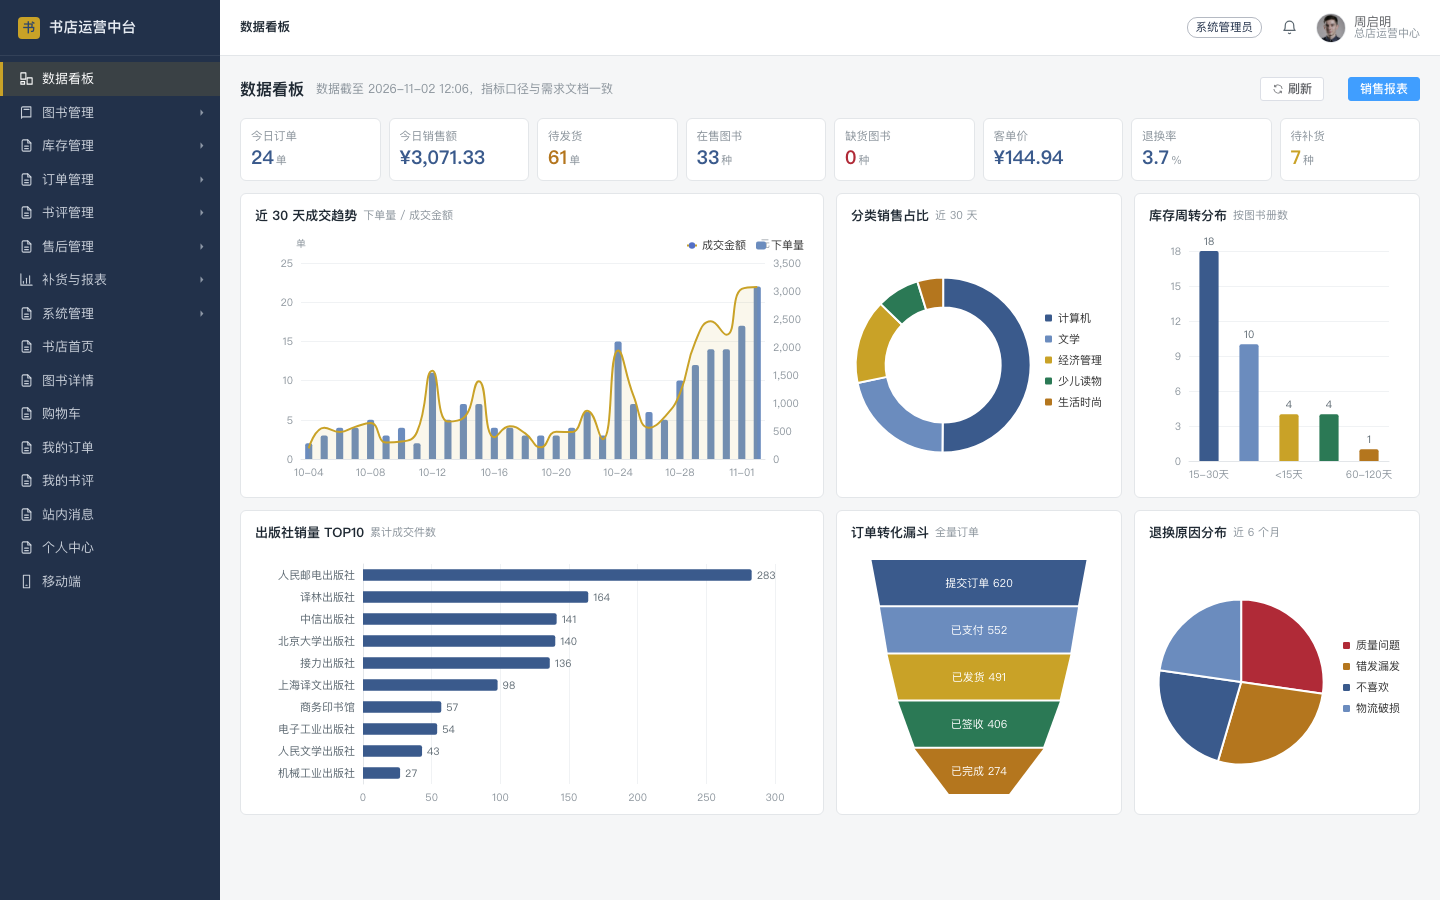 书 书店运营中台
数据看板
图书管理
库存管理
订单管理
书评管理
售后管理
补货与报表
系统管理
书店首页
图书详情
购物车
我的订单
我的书评
站内消息
个人中心
移动端
数据看板
系统管理员
周启明
总店运营中心
数据看板 数据截至 2026-11-02 12:06，指标口径与需求文档一致
刷新
销售报表
今日订单
24 单
今日销售额
¥3,071.33
待发货
61 单
在售图书
33 种
缺货图书
0 种
客单价
¥144.94
退换率
3.7 %
待补货
7 种
近 30 天成交趋势 下单量 / 成交金额
单
成交金额 下单量
25 3,500
3,000
20
2,500
15 2,000
1,500
10
1,000
5
500
0 0
10-04 10-08 10-12 10-16 10-20 10-24 10-28 11-01
分类销售占比 近 30 天
计算机
文学
经济管理
少儿读物
生活时尚
库存周转分布 按图书册数
18
15
12
9
6
3
0
18
10
4
4
1
15-30天 <15天 60-120天
出版社销量 TOP10 累计成交件数
人民邮电出版社 283
译林出版社 164
中信出版社 141
北京大学出版社 140
接力出版社 136
上海译文出版社 98
商务印书馆 57
电子工业出版社 54
人民文学出版社 43
机械工业出版社 27
0 50 100 150 200 250 300
订单转化漏斗 全量订单
提交订单 620
已支付 552
已发货 491
已签收 406
已完成 274
退换原因分布 近 6 个月
质量问题
错发漏发
不喜欢
物流破损